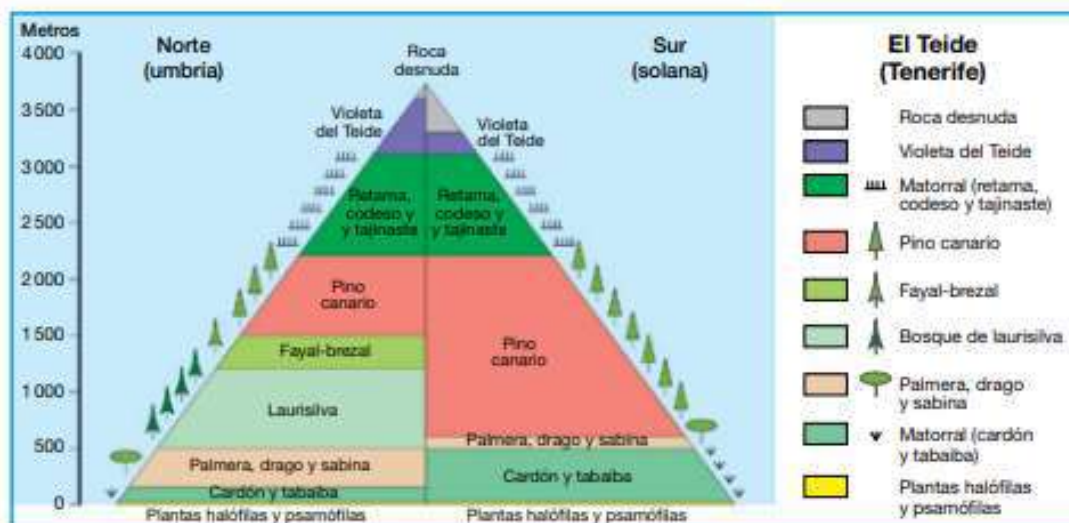 Metros
4 000
3 500
3 000
2 500
2 000
1 500
1 000
500
0
Norte
(umbría)
Roca
desnuda
Sur
(solana)
Violeta
del Teide
Violeta
del Teide
Retama,
codeso y
y tajinaste
Retama,
codeso y
y tajinaste
Pino
canario
Fayal-brezal
Pino
canario
Laurisilva
Palmera, drago y sabina
Palmera, drago y sabina
Cardón y tabaiba
Cardón y tabaiba
Plantas halófilas y psamófilas
Plantas halófilas y psamófilas
El Teide
(Tenerife)
Roca desnuda
Violeta del Teide
Matorral (retama,
codeso y tajinaste)
Pino canario
Fayal-brezal
Bosque de laurisilva
Palmera, drago
y sabina
Matorral (cardón
y tabaiba)
Plantas halófilas
y psamófilas